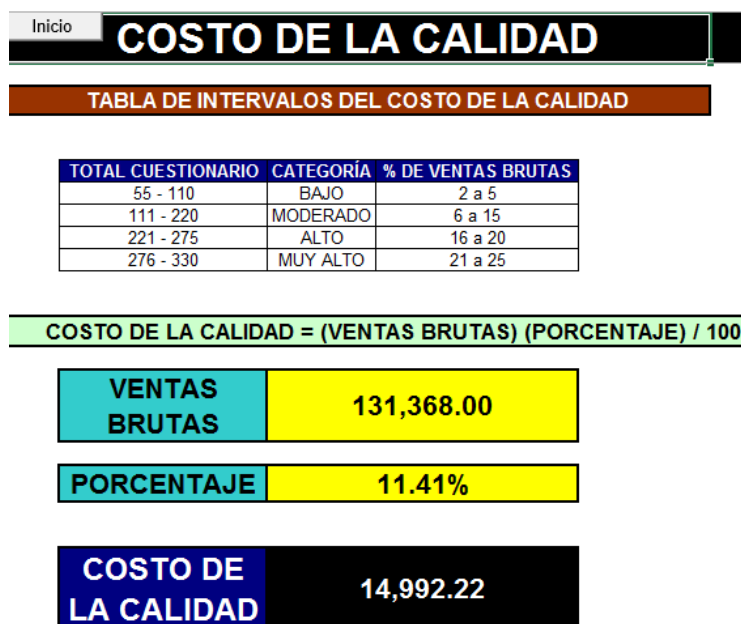 Inicio
COSTO DE LA CALIDAD
TABLA DE INTERVALOS DEL COSTO DE LA CALIDAD
TOTAL CUESTIONARIO CATEGORÍA % DE VENTAS BRUTAS
55 - 110 BAJO 2 a 5
111 - 220 MODERADO 6 a 15
221 - 275 ALTO 16 a 20
276 - 330 MUY ALTO 21 a 25
COSTO DE LA CALIDAD = (VENTAS BRUTAS) (PORCENTAJE) / 100
VENTAS
BRUTAS
131,368.00
PORCENTAJE 11.41%
COSTO DE
LA CALIDAD
14,992.22